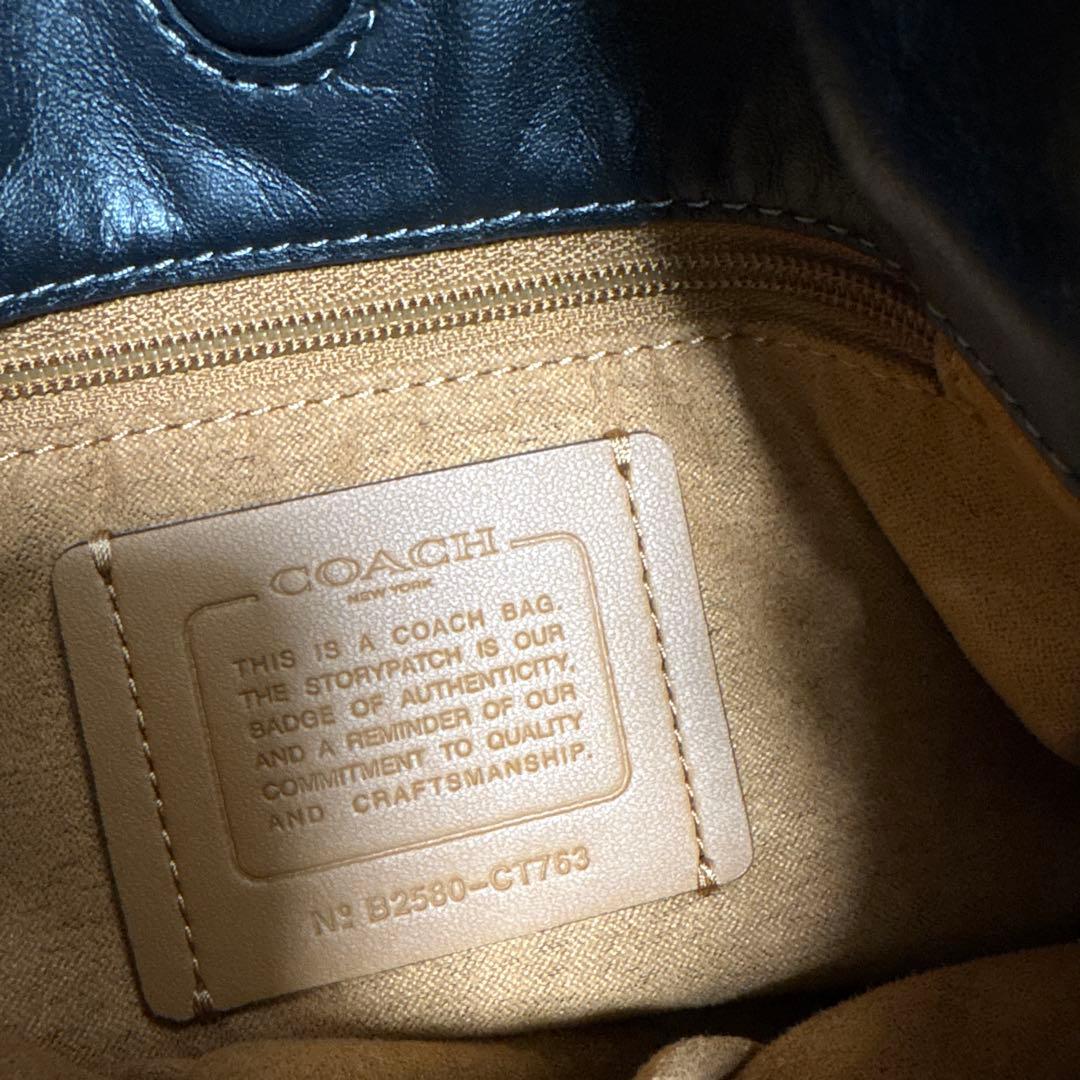 COACH
NEW YORK
THIS IS A COACH BAG.
THE STORYPATCH IS OUR
BADGE OF AUTHENTICITY,
AND A REMINDER OF OUR
COMMITMENT TO QUALITY
AND CRAFTSMANSHIP.
Nº B2580-CT763